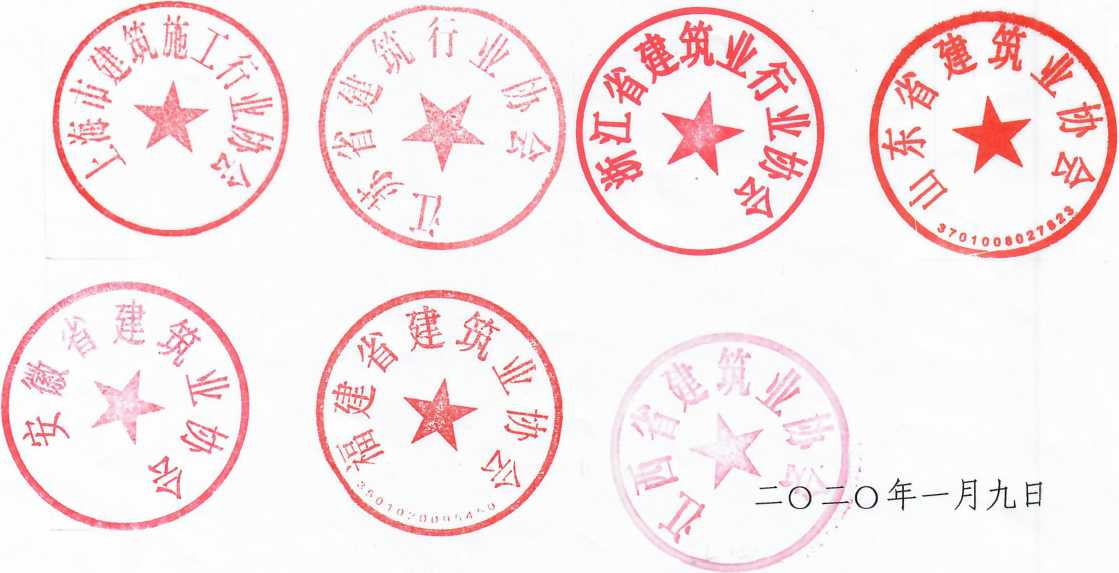 上海市建筑施工行业协会
江苏省建筑行业协会
浙江省建筑业行业协会
山东省建筑业协会
3701008027823
安徽省建筑业协会
福建省建筑业协会
江西省建筑业协会
二〇二〇年一月九日